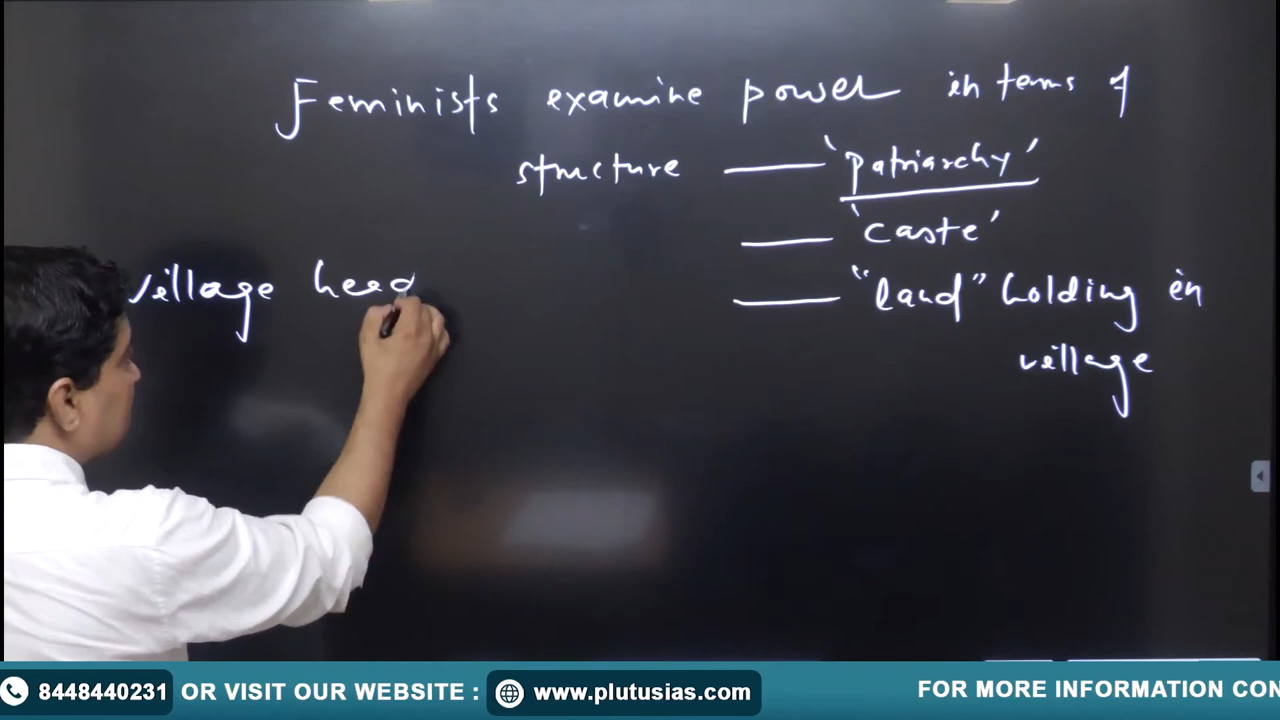 Feminists examine power in terms of
structure — 'patriarchy'
— 'caste'
village head — "land" holding in
village
8448440231 OR VISIT OUR WEBSITE : www.plutusias.com FOR MORE INFORMATION CON